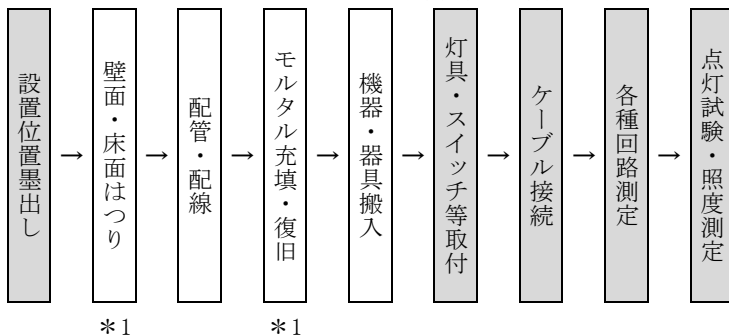 設置位置墨出し
→
壁面・床面はつり
→
配管・配線
→
モルタル充填・復旧
→
機器・器具搬入
→
灯具・スイッチ等取付
→
ケーブル接続
→
各種回路測定
→
点灯試験・照度測定
＊1
＊1